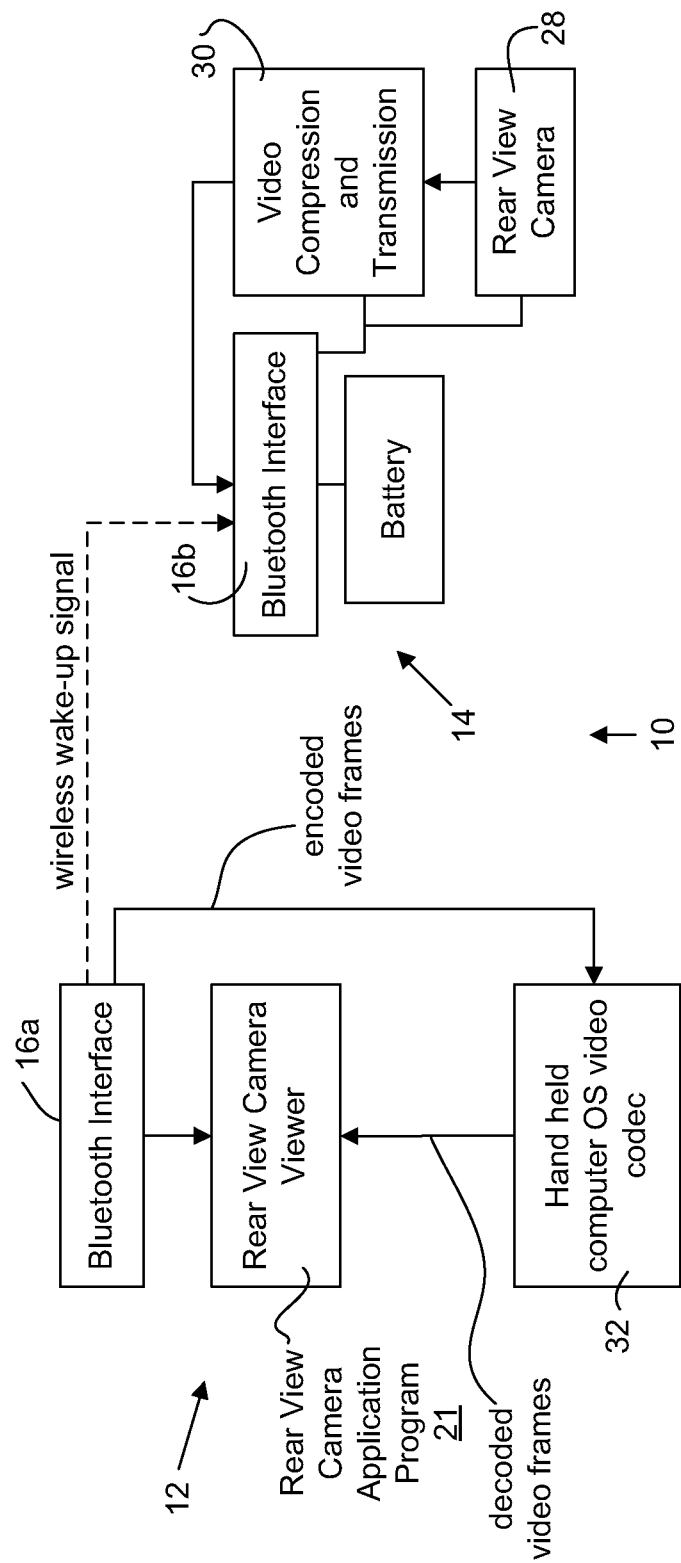 16a
Bluetooth Interface
wireless wake-up signal
12
Rear View Camera
Viewer
Rear View
Camera
Application
Program
21
encoded
video frames
decoded
video frames
Hand held
computer OS video
codec
32
16b
Bluetooth Interface
Battery
14
10
30
Video
Compression
and
Transmission
Rear View
Camera
28